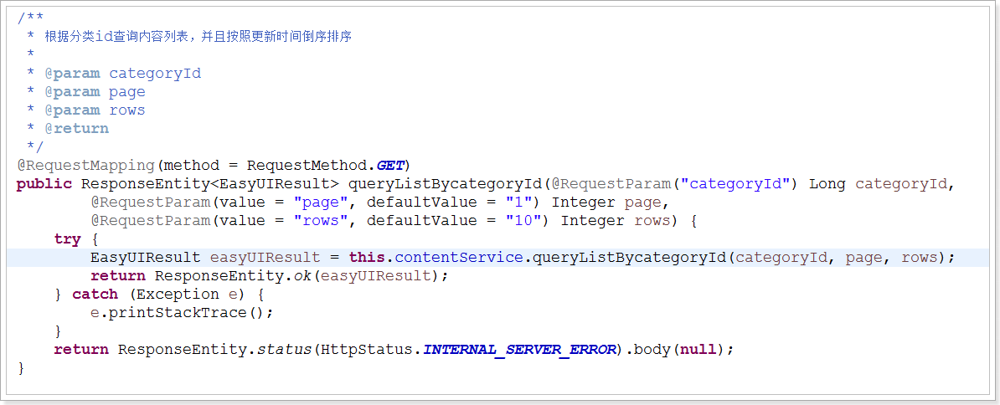 /**
 * 根据分类id查询内容列表，并且按照更新时间倒序排序
 *
 * @param categoryId
 * @param page
 * @param rows
 * @return
 */
@RequestMapping(method = RequestMethod.GET)
public ResponseEntity<EasyUIResult> queryListBycategoryId(@RequestParam("categoryId") Long categoryId,
        @RequestParam(value = "page", defaultValue = "1") Integer page,
        @RequestParam(value = "rows", defaultValue = "10") Integer rows) {
    try {
        EasyUIResult easyUIResult = this.contentService.queryListBycategoryId(categoryId, page, rows);
        return ResponseEntity.ok(easyUIResult);
    } catch (Exception e) {
        e.printStackTrace();
    }
    return ResponseEntity.status(HttpStatus.INTERNAL_SERVER_ERROR).body(null);
}